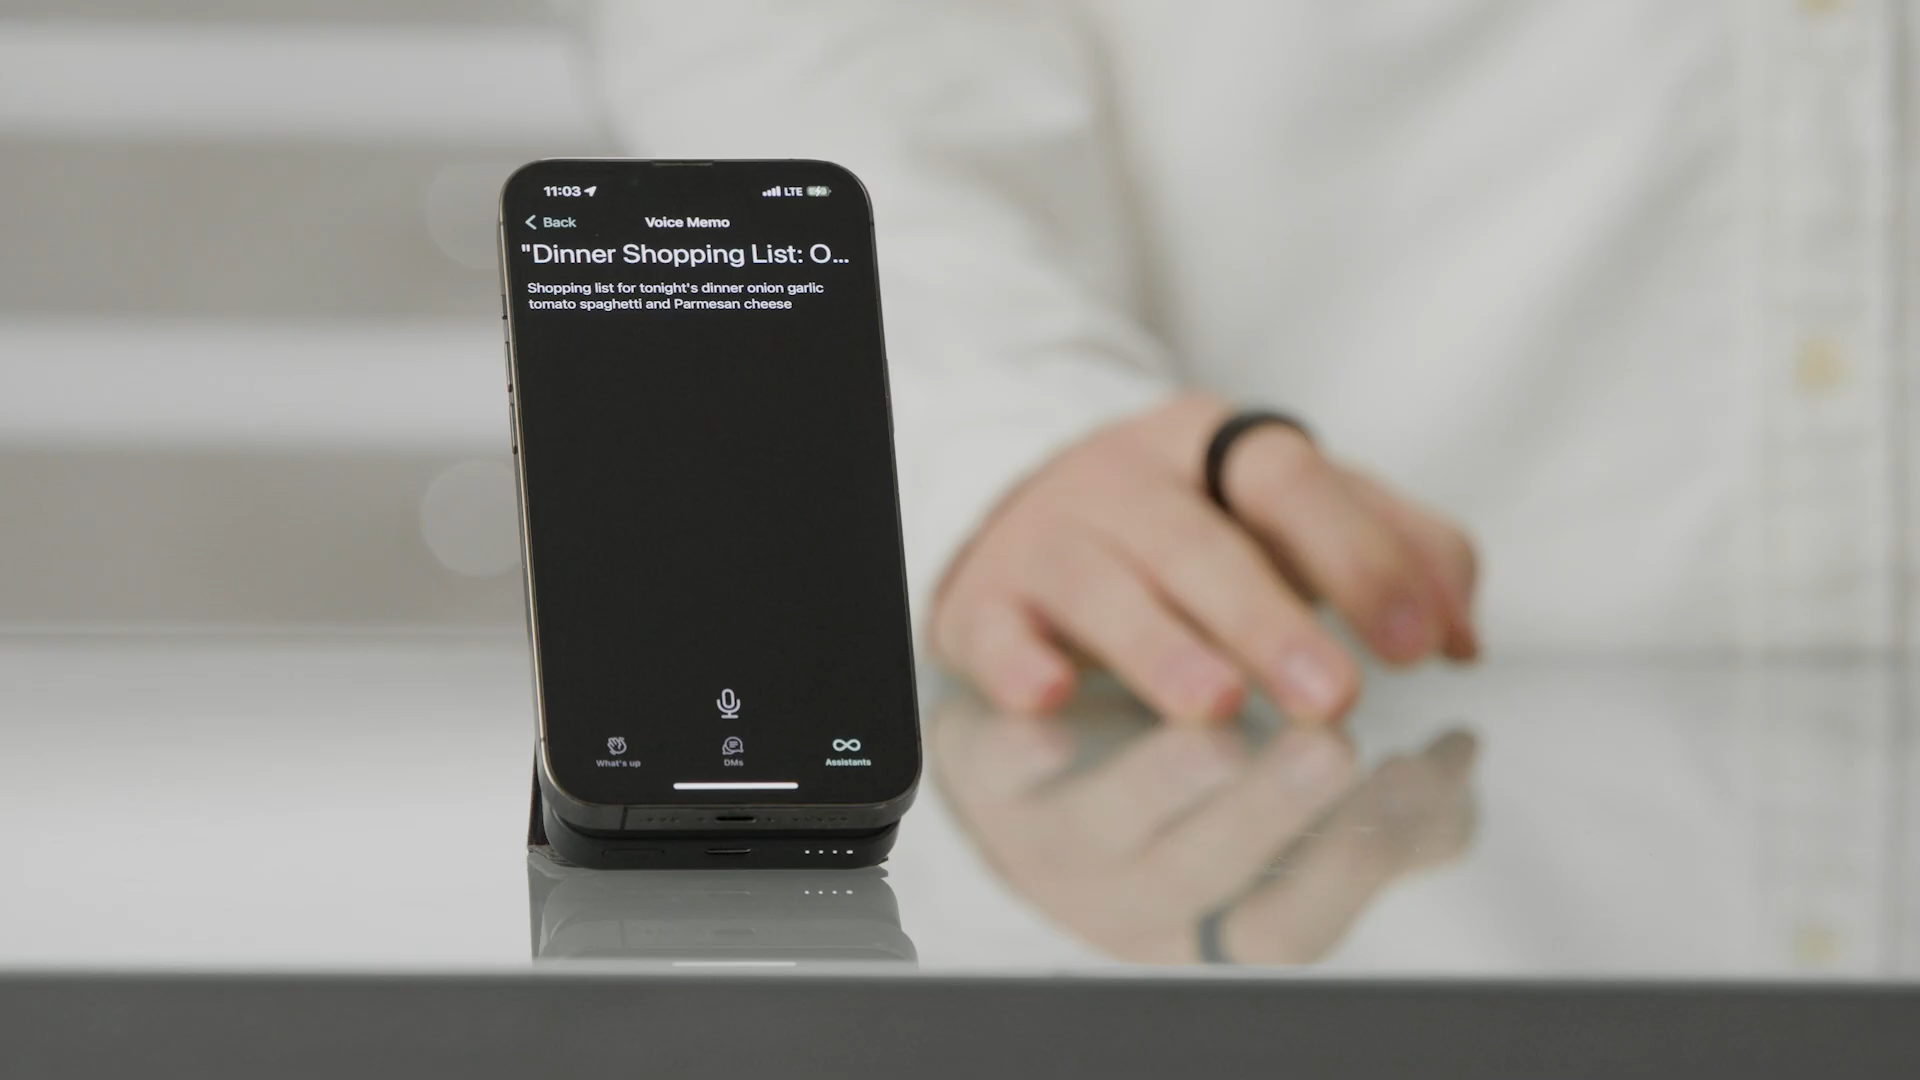 11:03
LTE
Back
Voice Memo
"Dinner Shopping List: O...
Shopping list for tonight's dinner onion garlic
tomato spaghetti and Parmesan cheese
What's up
DMs
Assistants